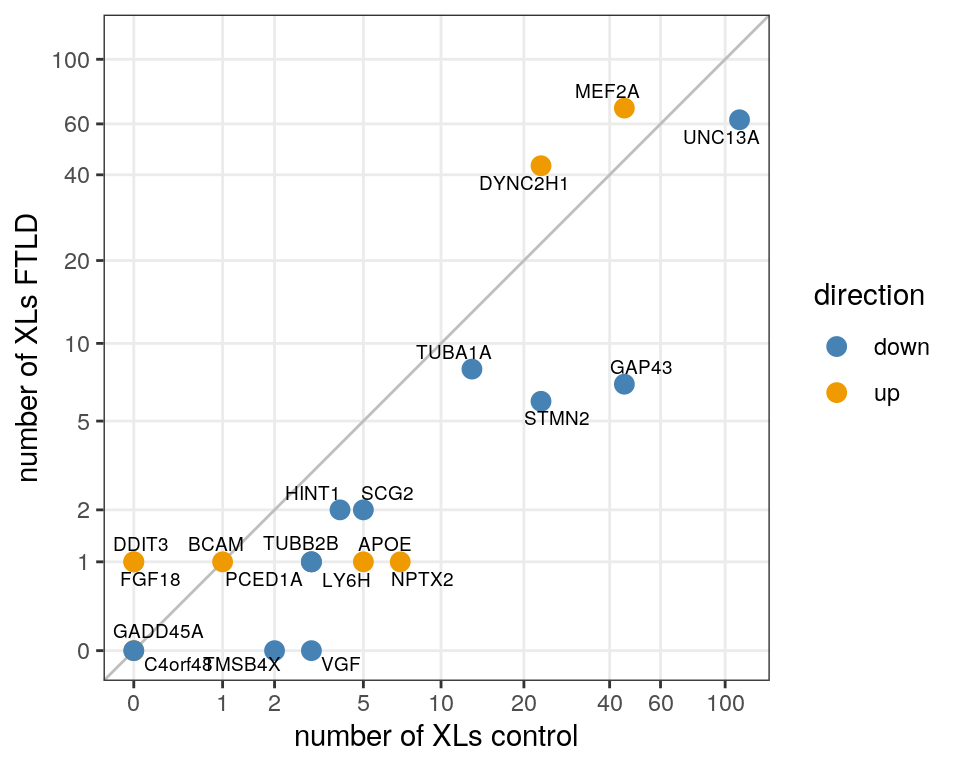 100
60
40
20
10
5
2
1
0
number of XLs FTLD
MEF2A
UNC13A
DYNC2H1
TUBA1A
GAP43
STMN2
HINT1
SCG2
DDIT3
BCAM
TUBB2B
APOE
FGF18
PCED1A
LY6H
NPTX2
GADD45A
C4orf48
TMSB4X
VGF
0
1
2
5
10
20
40
60
100
number of XLs control
direction
down
up